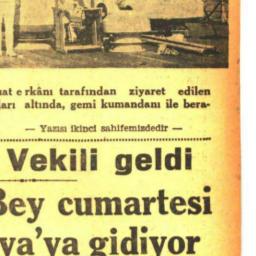 uat erkânı tarafından ziyaret edilen
ları altında, gemi kumandanı ile bera-
— Yazısı ikinci sahifemizdedir —
Vekili geldi
Bey cumartesi
ya'ya gidiyor